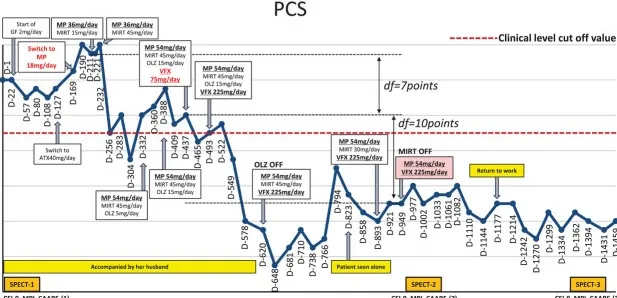 PCS
Clinical level cut off value
Start of
GF 2mg/day
MP 36mg/day
MIRT 15mg/day
MP 36mg/day
MIRT 45mg/day
Switch to
MP
18mg/day
MP 54mg/day
MIRT 45mg/day
OLZ 15mg/day
VFX
75mg/day
MP 54mg/day
MIRT 45mg/day
OLZ 15mg/day
VFX 225mg/day
df=7points
df=10points
D-1
D-22
D-57
D-80
D-108
D-127
D-169
D-190
D-211
D-221
D-232
D-256
D-283
D-304
D-332
D-360
D-388
D-409
D-437
D-465
D-493
D-522
D-549
D-578
D-620
D-648
D-681
D-710
D-738
D-766
D-794
D-823
D-858
D-893
D-921
D-949
D-977
D-1002
D-1033
D-1061
D-1082
D-1110
D-1144
D-1177
D-1214
D-1242
D-1270
D-1299
D-1334
D-1362
D-1394
D-1431
D-1459
Switch to
ATX40mg/day
MP 54mg/day
MIRT 45mg/day
OLZ 5mg/day
MP 54mg/day
MIRT 45mg/day
OLZ 15mg/day
OLZ OFF
MP 54mg/day
MIRT 45mg/day
VFX 225mg/day
MP 54mg/day
MIRT 30mg/day
VFX 225mg/day
MIRT OFF
MP 54mg/day
VFX 225mg/day
Return to work
Accompanied by her husband
Patient seen alone
SPECT-1
SPECT-2
SPECT-3